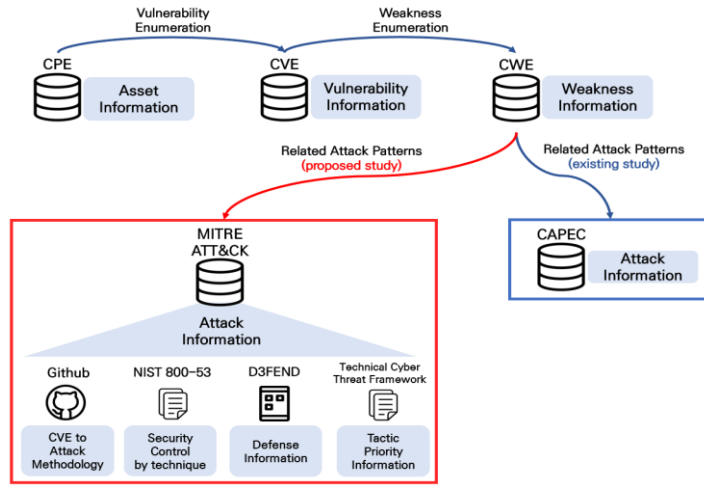 Vulnerability
Enumeration
Weakness
Enumeration
CPE
Asset
Information
CVE
Vulnerability
Information
CWE
Weakness
Information
Related Attack Patterns
(proposed study)
Related Attack Patterns
(existing study)
MITRE
ATT&CK
Attack
Information
CAPEC
Attack
Information
Github
CVE to
Attack
Methodology
NIST 800-53
Security
Control
by technique
D3FEND
Defense
Information
Technical Cyber
Threat Framework
Tactic
Priority
Information